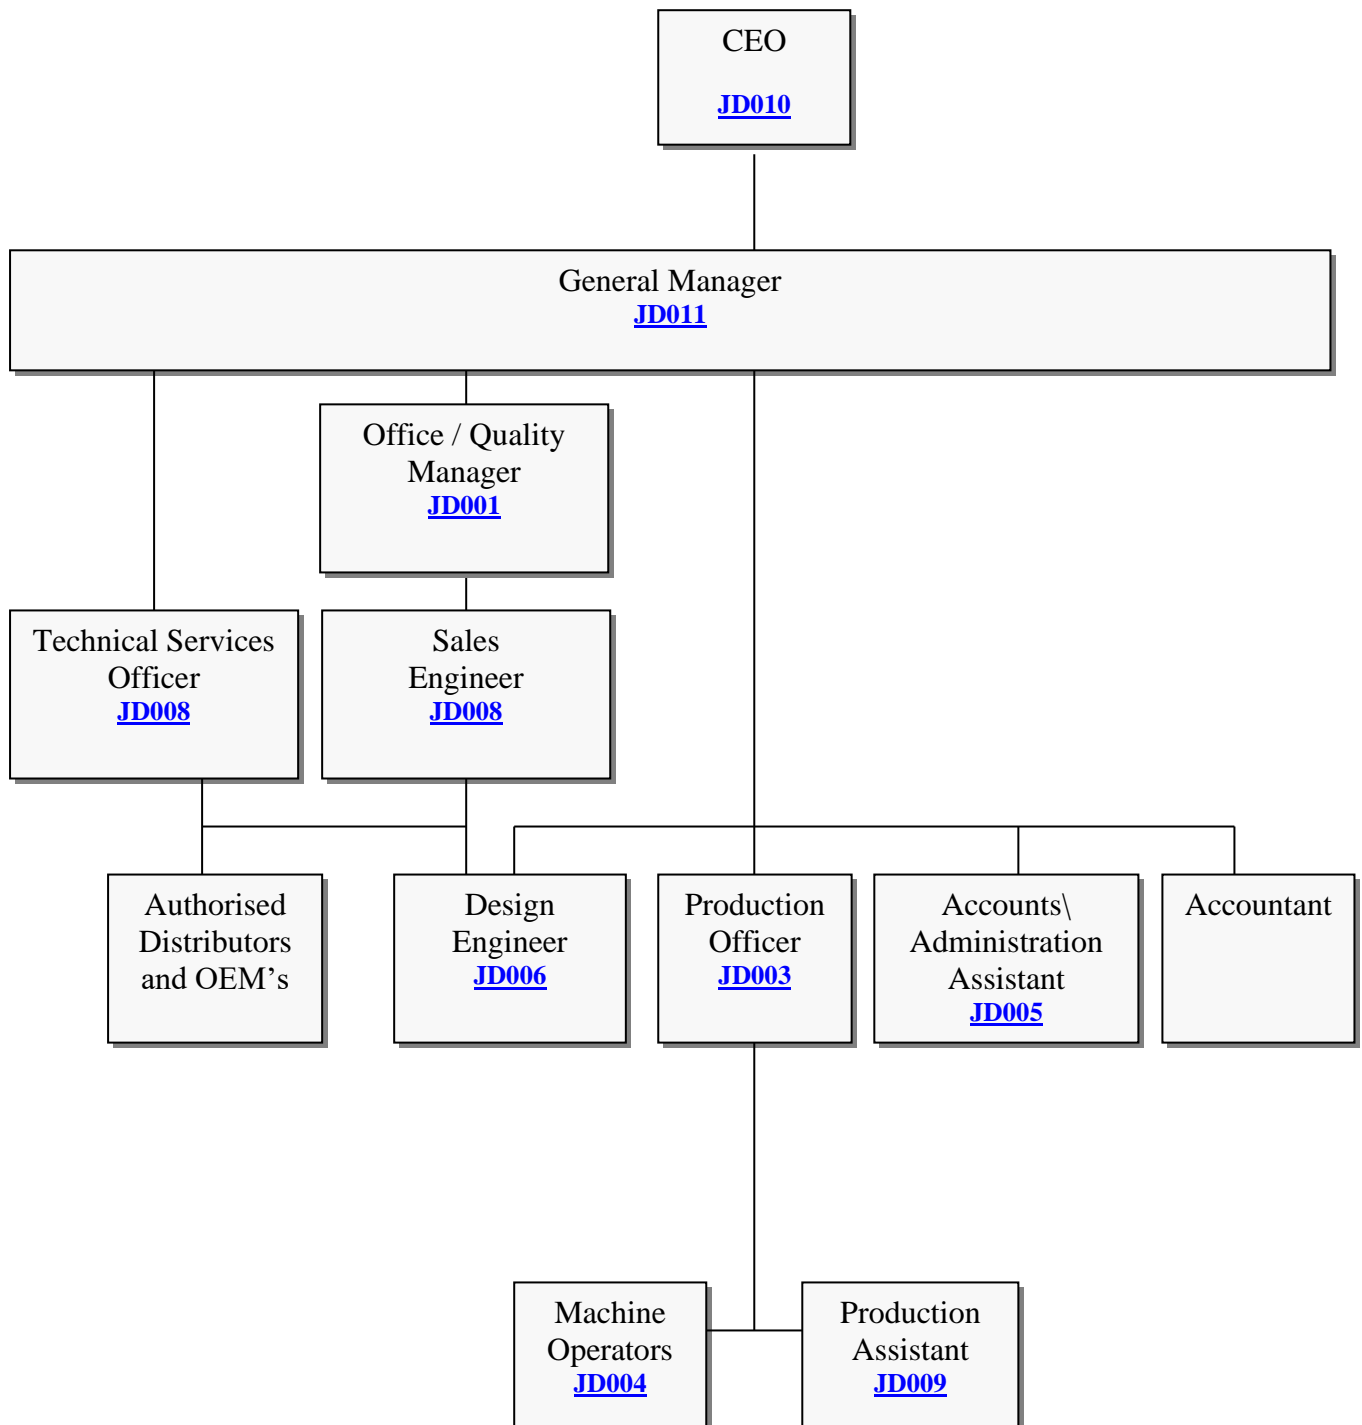 CEO
JD010
General Manager
JD011
Office / Quality
Manager
JD001
Technical Services
Officer
JD008
Sales
Engineer
JD008
Authorised
Distributors
and OEM’s
Design
Engineer
JD006
Production
Officer
JD003
Accounts\
Administration
Assistant
JD005
Accountant
Machine
Operators
JD004
Production
Assistant
JD009